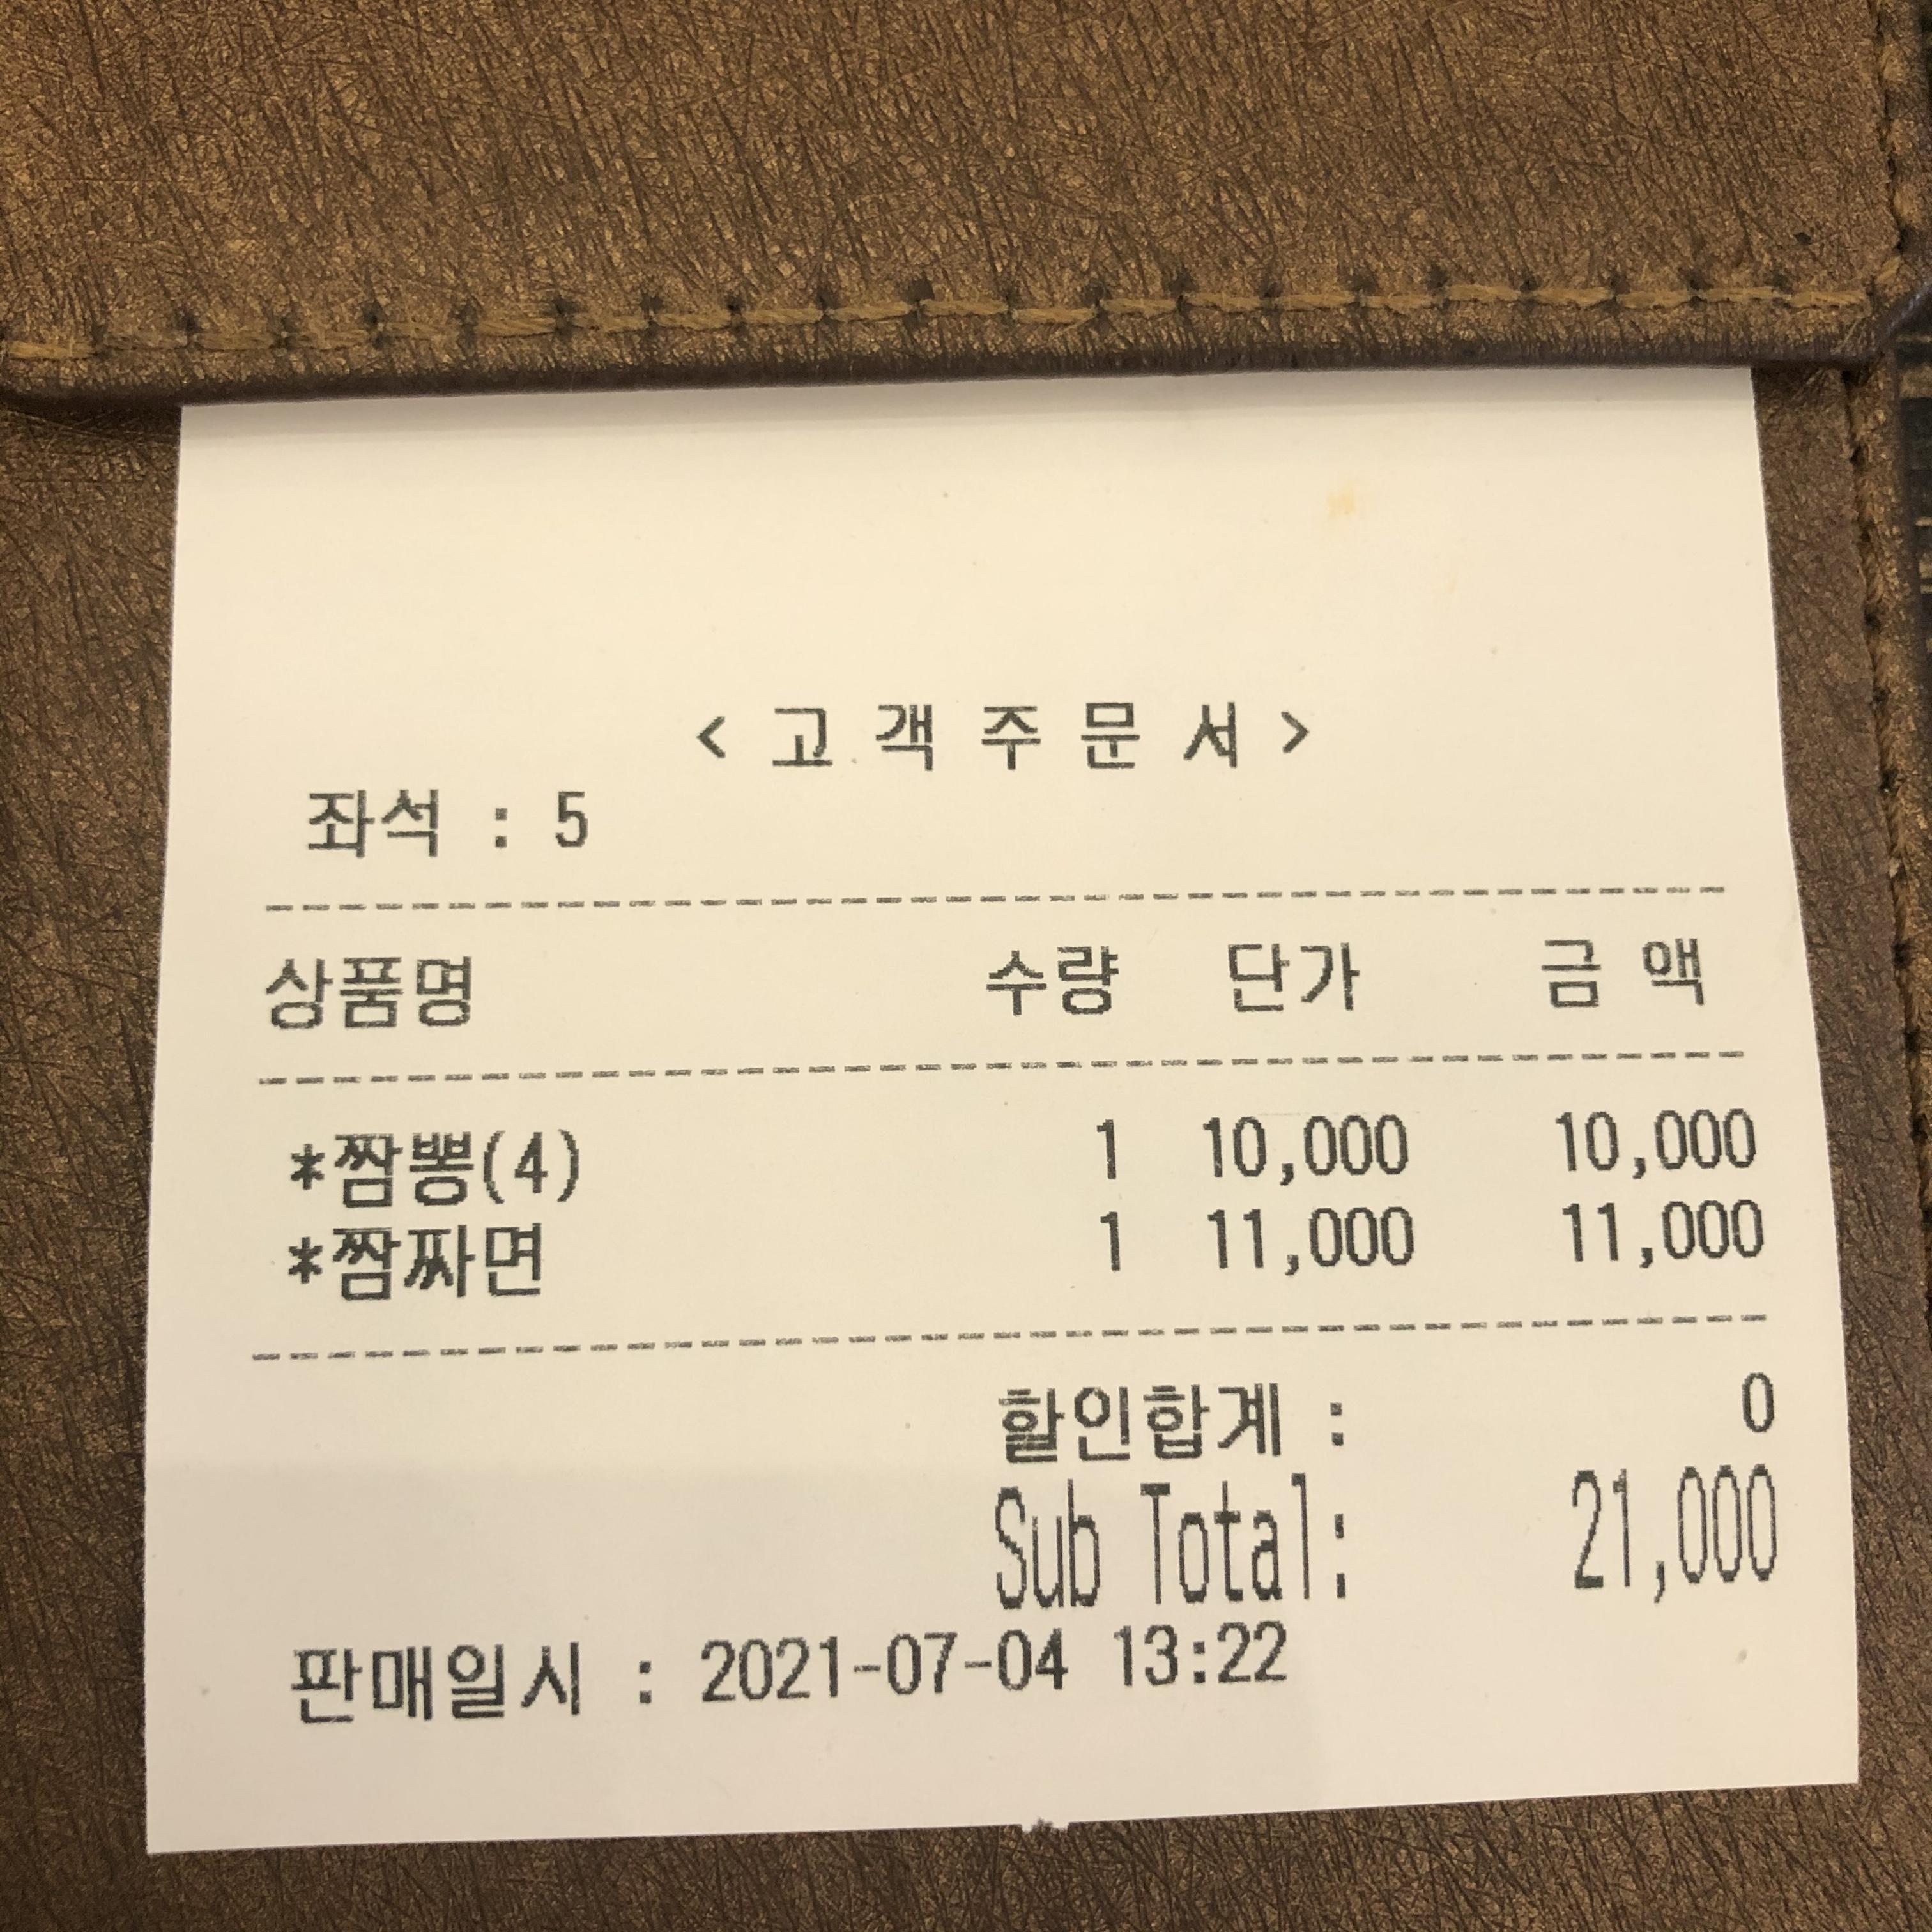 < 고 객 주 문 서 >
좌석 : 5
상품명 수량 단가 금 액
*짬뽕(4) 1 10,000 10,000
*짬짜면 1 11,000 11,000
할인합계 : 0
Sub Total: 21,000
판매일시 : 2021-07-04 13:22